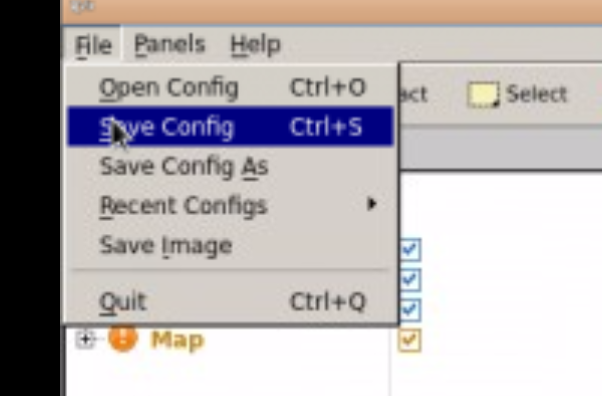 File Panels Help
Open Config Ctrl+O
Save Config Ctrl+S
Select
Save Config As
Recent Configs
Save Image
Quit Ctrl+Q
Map